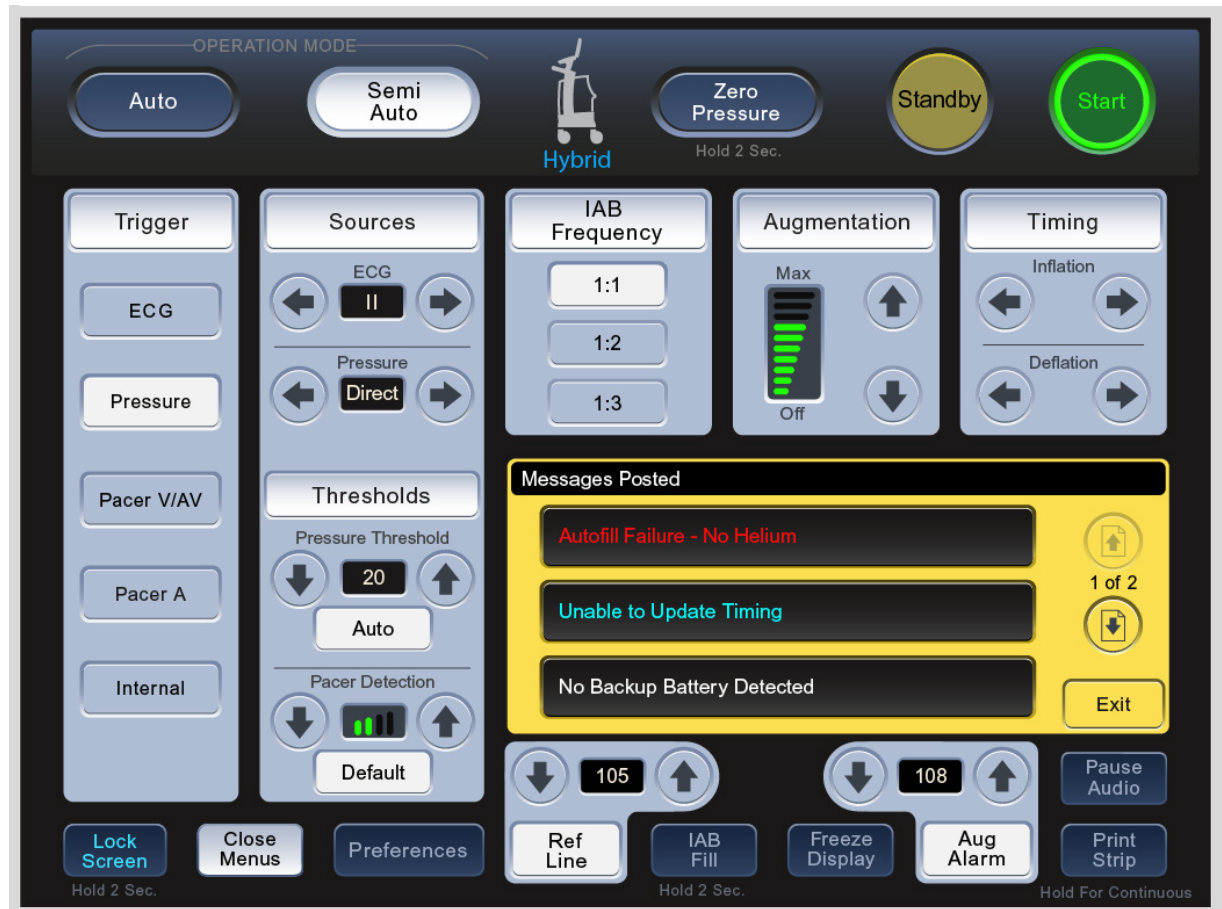 OPERATION MODE
Auto
Semi
Auto
Hybrid
Zero
Pressure
Hold 2 Sec.
Standby
Start
Trigger
ECG
Pressure
Pacer V/AV
Pacer A
Internal
Sources
ECG
II
Pressure
Direct
Thresholds
Pressure Threshold
20
Auto
Pacer Detection
Default
IAB
Frequency
1:1
1:2
1:3
Augmentation
Max
Off
Timing
Inflation
Deflation
Messages Posted
Autofill Failure - No Helium
Unable to Update Timing
No Backup Battery Detected
1 of 2
Exit
105
108
Pause
Audio
Lock
Screen
Hold 2 Sec.
Close
Menus
Preferences
Ref
Line
IAB
Fill
Hold 2 Sec.
Freeze
Display
Aug
Alarm
Print
Strip
Hold For Continuous